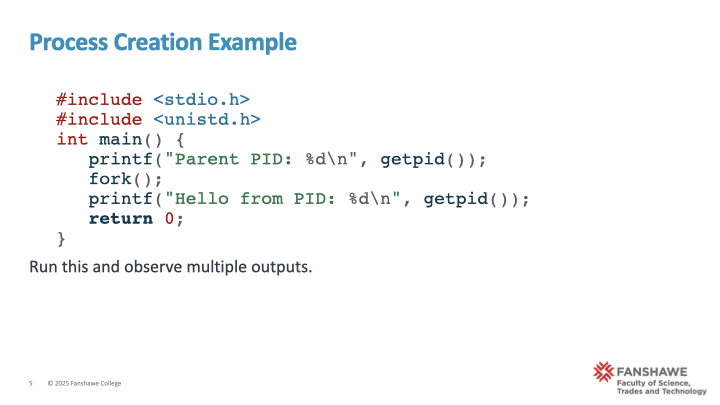 Process Creation Example
#include <stdio.h>
#include <unistd.h>
int main() {
   printf("Parent PID: %d\n", getpid());
   fork();
   printf("Hello from PID: %d\n", getpid());
   return 0;
}
Run this and observe multiple outputs.
5 © 2025 Fanshawe College
FANSHAWE
Faculty of Science,
Trades and Technology